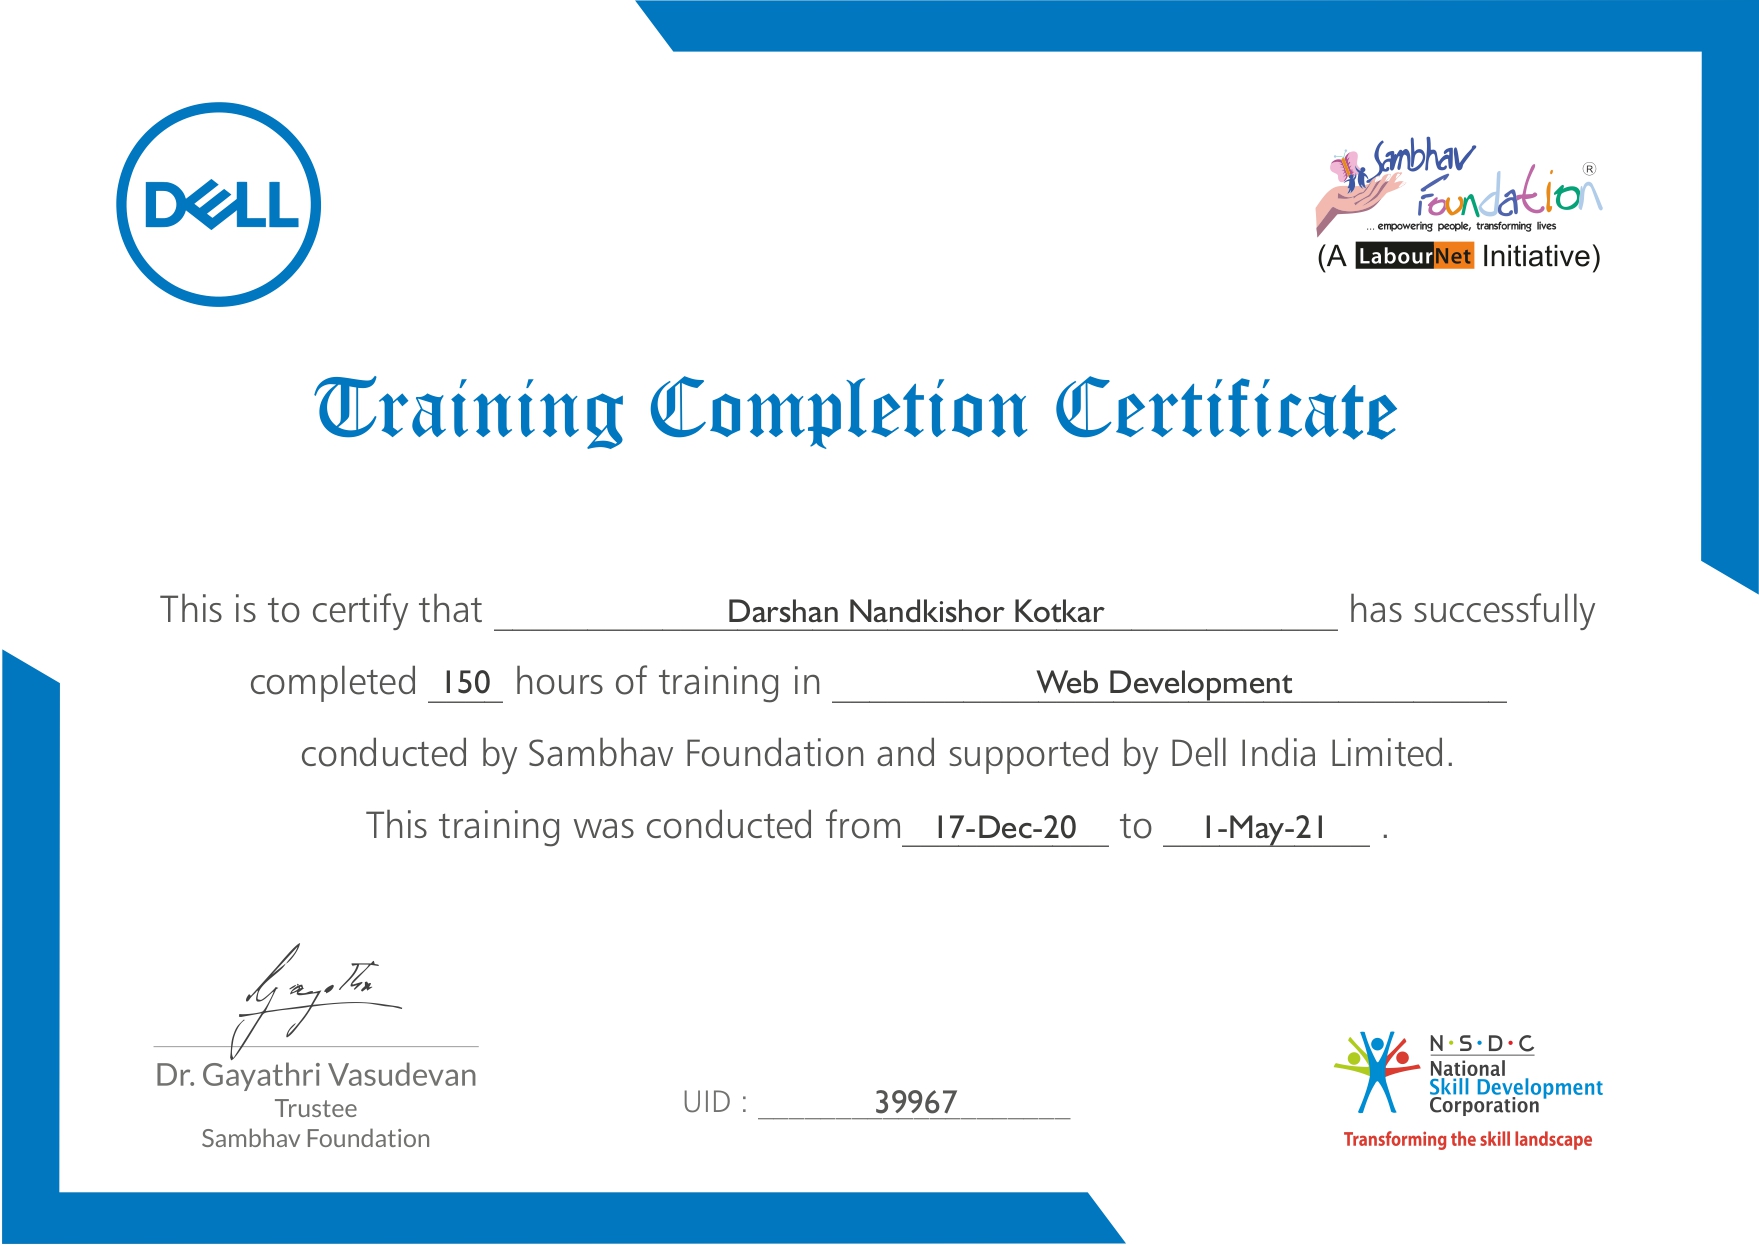 DELL
Sambhav
Foundation ®
... empowering people, transforming lives
(A LabourNet Initiative)
Training Completion Certificate
This is to certify that Darshan Nandkishor Kotkar has successfully
completed 150 hours of training in Web Development
conducted by Sambhav Foundation and supported by Dell India Limited.
This training was conducted from 17-Dec-20 to 1-May-21 .
Gayathri
Dr. Gayathri Vasudevan
Trustee
Sambhav Foundation
UID : 39967
N·S·D·C
National
Skill Development
Corporation
Transforming the skill landscape